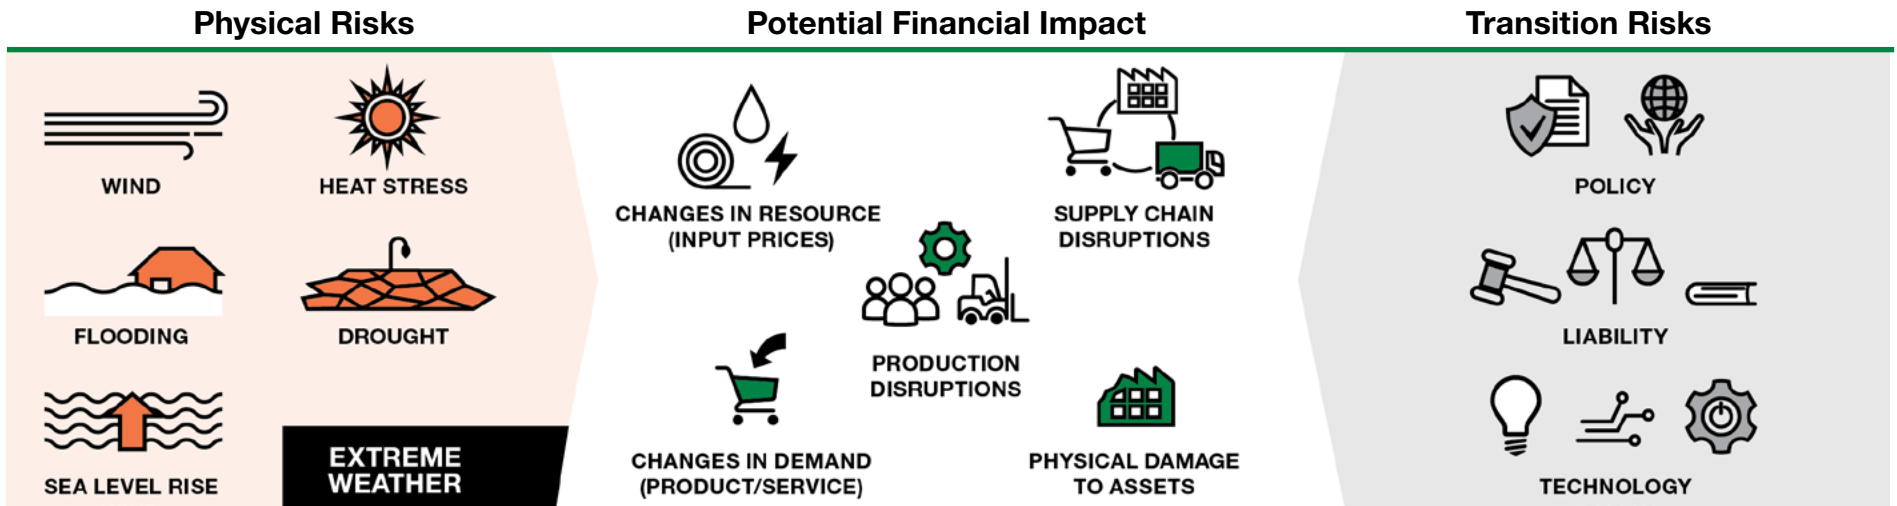 Physical Risks
Potential Financial Impact
Transition Risks
WIND
HEAT STRESS
FLOODING
DROUGHT
SEA LEVEL RISE
EXTREME
WEATHER
CHANGES IN RESOURCE
(INPUT PRICES)
SUPPLY CHAIN
DISRUPTIONS
PRODUCTION
DISRUPTIONS
CHANGES IN DEMAND
(PRODUCT/SERVICE)
PHYSICAL DAMAGE
TO ASSETS
POLICY
LIABILITY
TECHNOLOGY